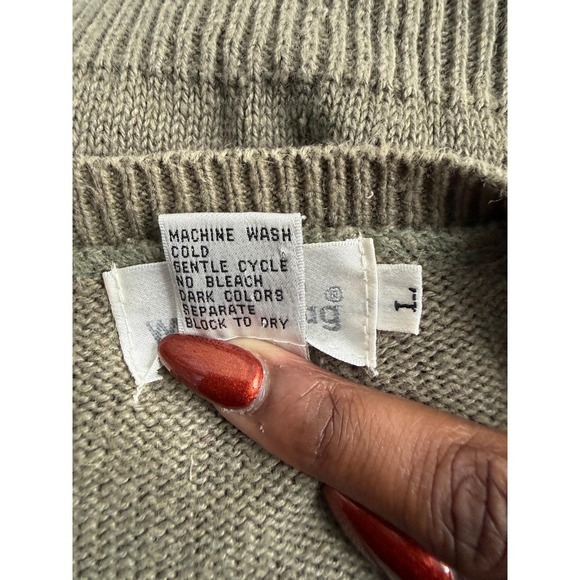 MACHINE WASH
COLD
GENTLE CYCLE
NO BLEACH
DARK COLORS
SEPARATE
BLOCK TO DRY
L